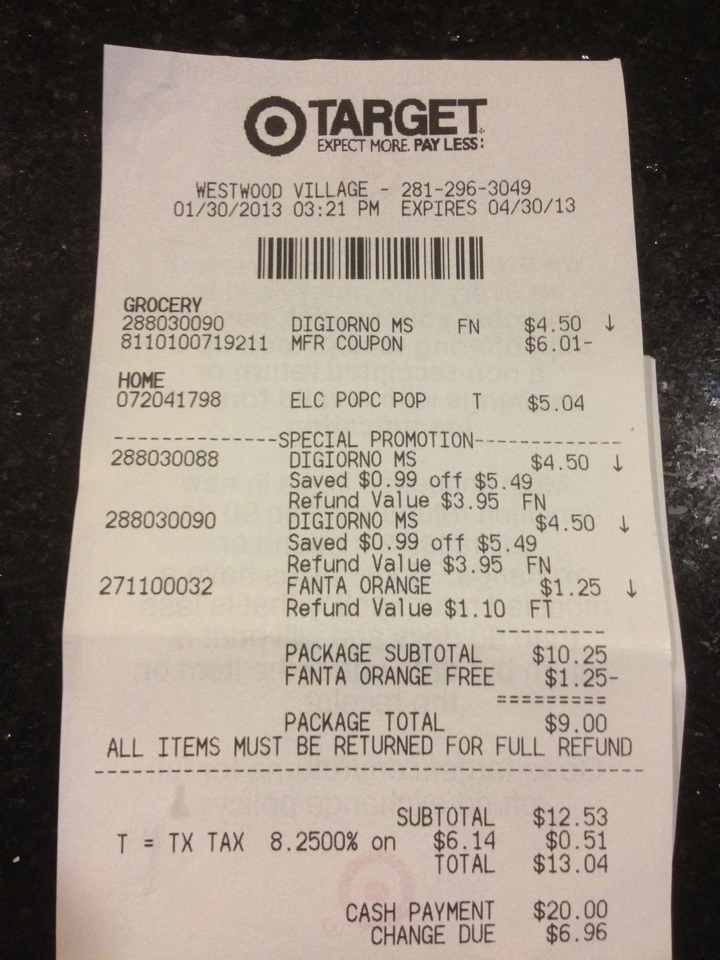 TARGET
EXPECT MORE. PAY LESS:
WESTWOOD VILLAGE - 281-296-3049
01/30/2013 03:21 PM EXPIRES 04/30/13
GROCERY
288030090 DIGIORNO MS FN $4.50 ↓
8110100719211 MFR COUPON $6.01-
HOME
072041798 ELC POPC POP T $5.04
-------------SPECIAL PROMOTION-------------
288030088 DIGIORNO MS $4.50 ↓
Saved $0.99 off $5.49
Refund Value $3.95 FN
288030090 DIGIORNO MS $4.50 ↓
Saved $0.99 off $5.49
Refund Value $3.95 FN
271100032 FANTA ORANGE $1.25 ↓
Refund Value $1.10 FT
---------
PACKAGE SUBTOTAL $10.25
FANTA ORANGE FREE $1.25-
=========
PACKAGE TOTAL $9.00
ALL ITEMS MUST BE RETURNED FOR FULL REFUND
SUBTOTAL $12.53
T = TX TAX 8.2500% on $6.14 $0.51
TOTAL $13.04
CASH PAYMENT $20.00
CHANGE DUE $6.96